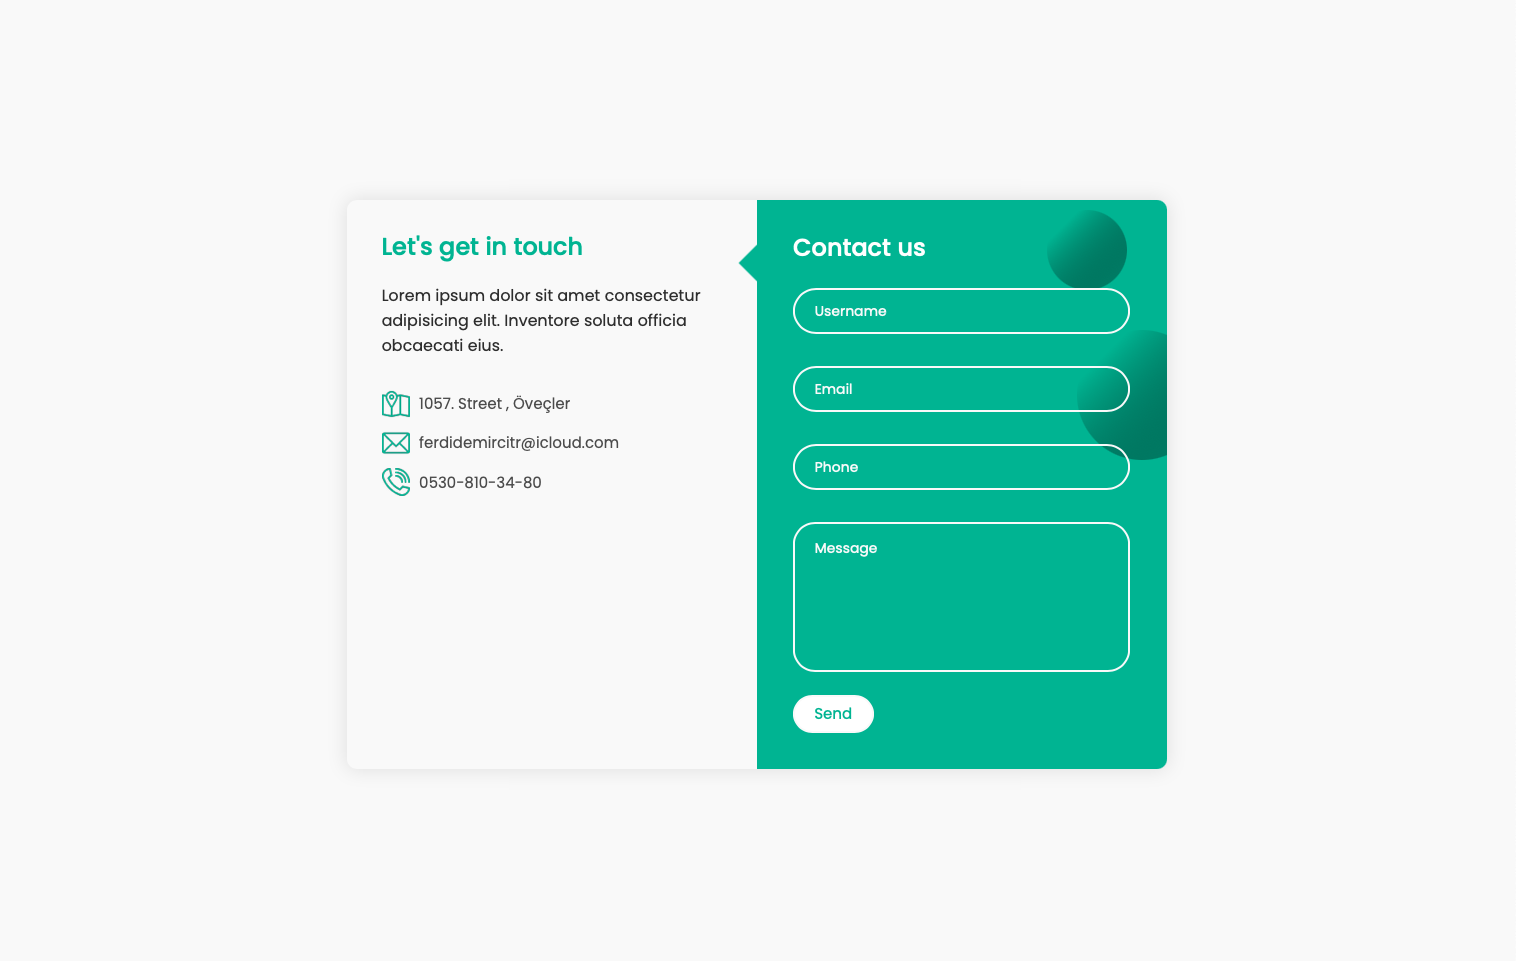 Let's get in touch
Lorem ipsum dolor sit amet consectetur
adipisicing elit. Inventore soluta officia
obcaecati eius.
1057. Street , Öveçler
ferdidemircitr@icloud.com
0530-810-34-80
Contact us
Username
Email
Phone
Message
Send